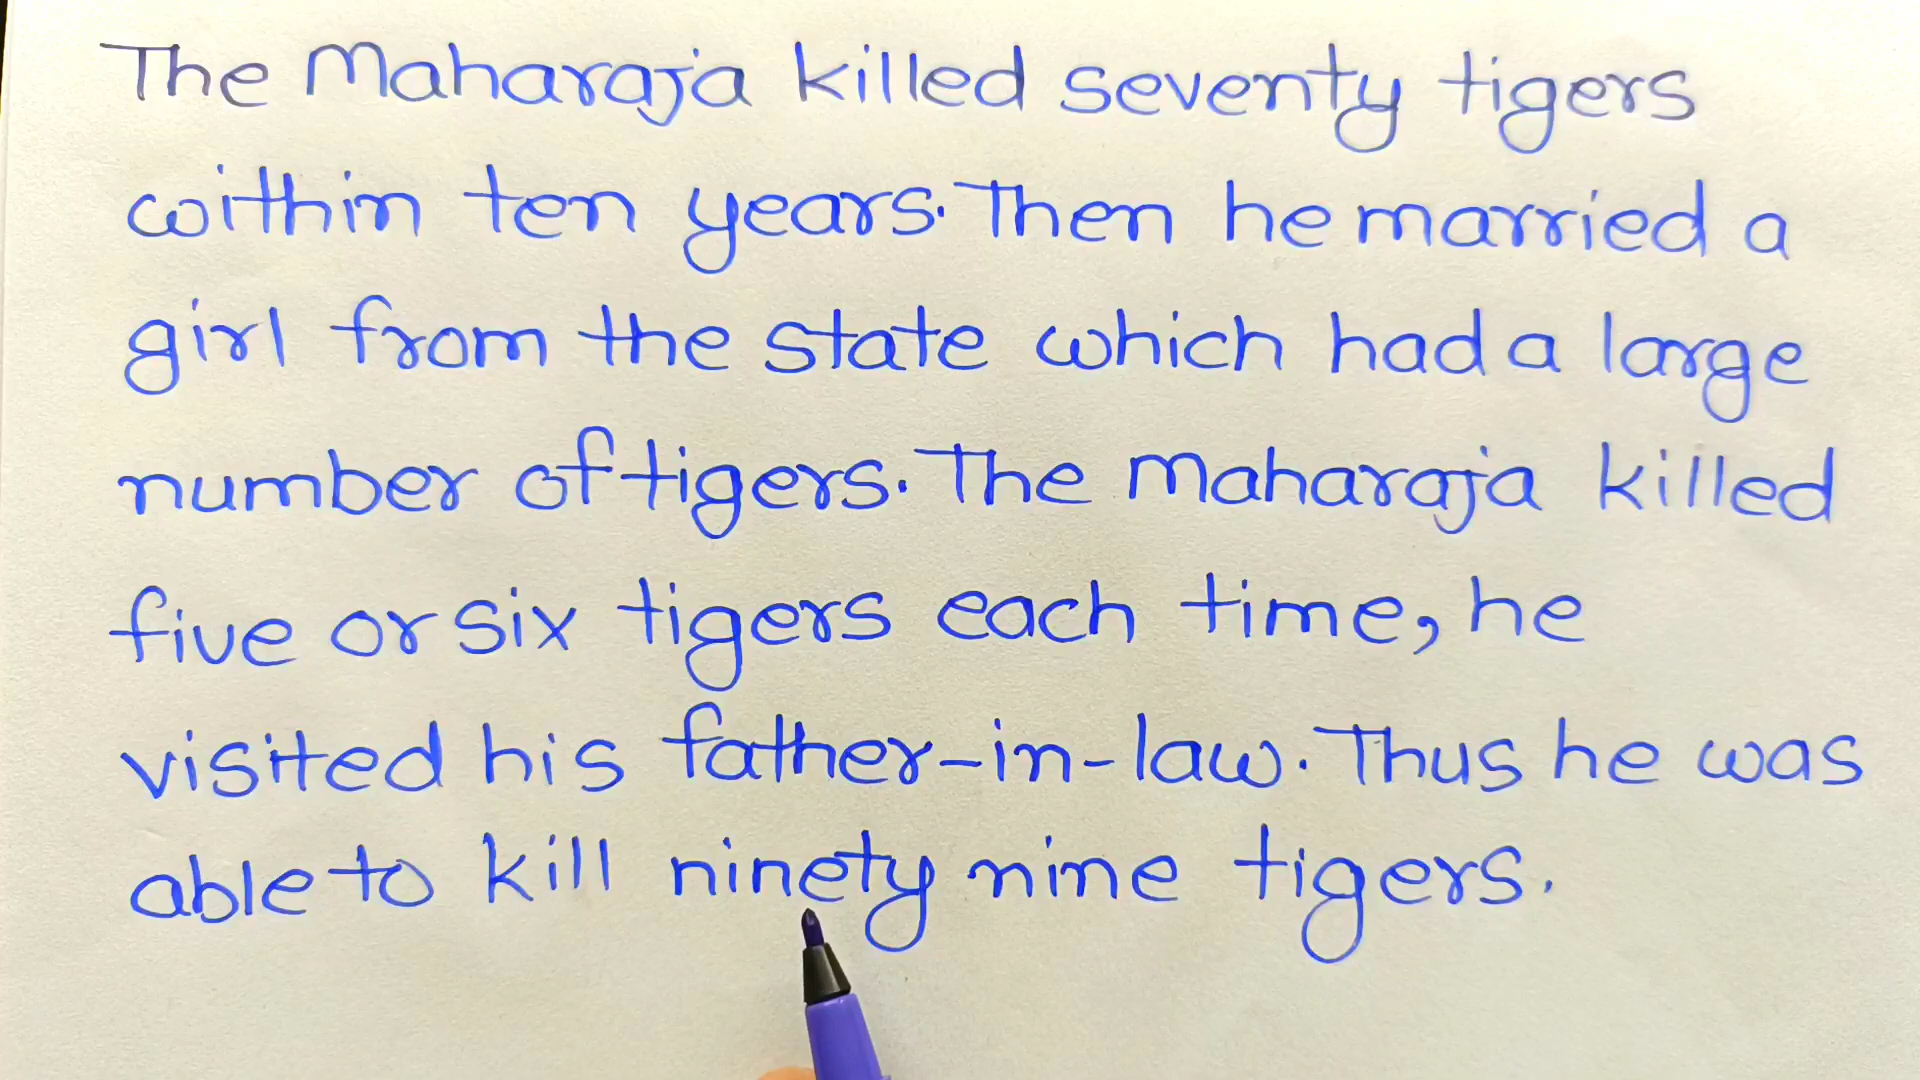 The Maharaja killed seventy tigers
within ten years. Then he married a
girl from the state which had a large
number of tigers. The Maharaja killed
five or six tigers each time, he
visited his father-in-law. Thus he was
able to kill ninety nine tigers.